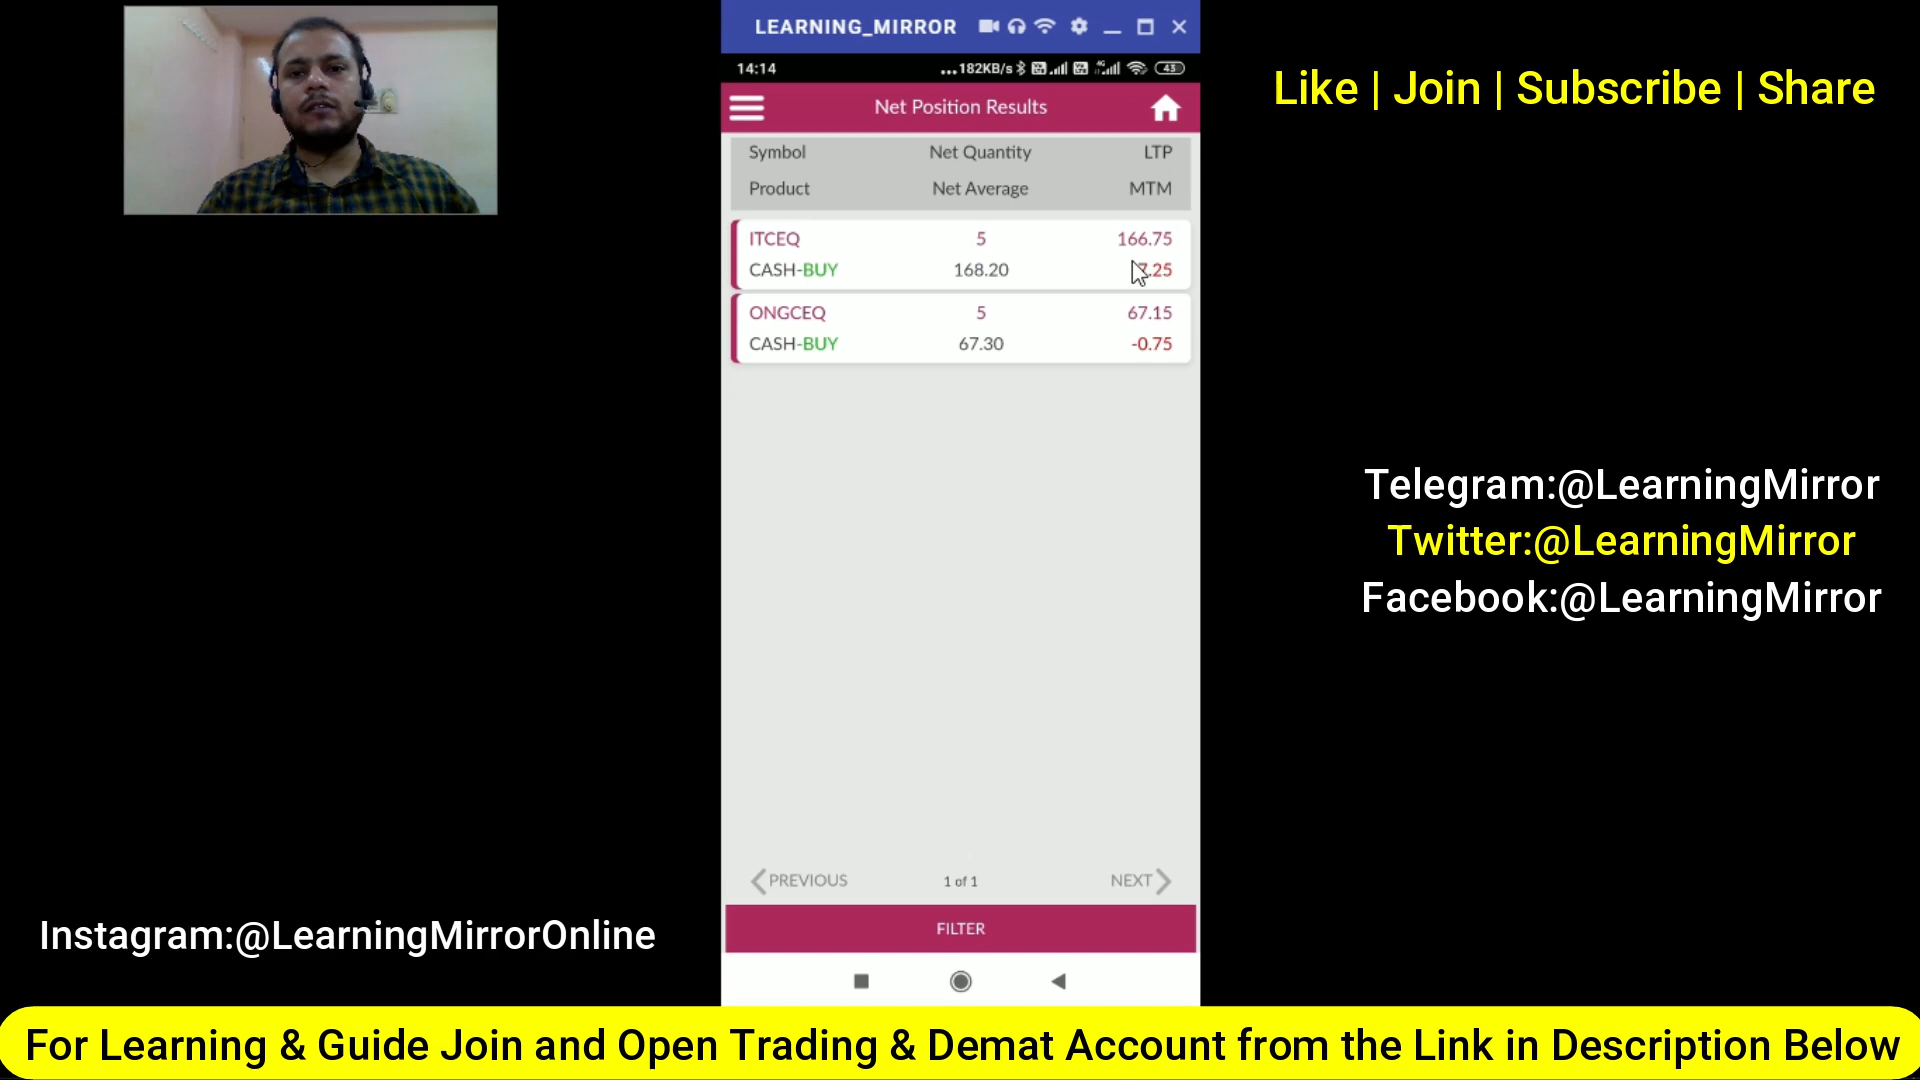 LEARNING_MIRROR
14:14
...182KB/s
4G
43
Net Position Results
Like | Join | Subscribe | Share
Symbol Net Quantity LTP
Product Net Average MTM
ITCEQ 5 166.75
CASH-BUY 168.20 .25
ONGCEQ 5 67.15
CASH-BUY 67.30 -0.75
Telegram:@LearningMirror
Twitter:@LearningMirror
Facebook:@LearningMirror
PREVIOUS 1 of 1 NEXT
FILTER
Instagram:@LearningMirrorOnline
For Learning & Guide Join and Open Trading & Demat Account from the Link in Description Below